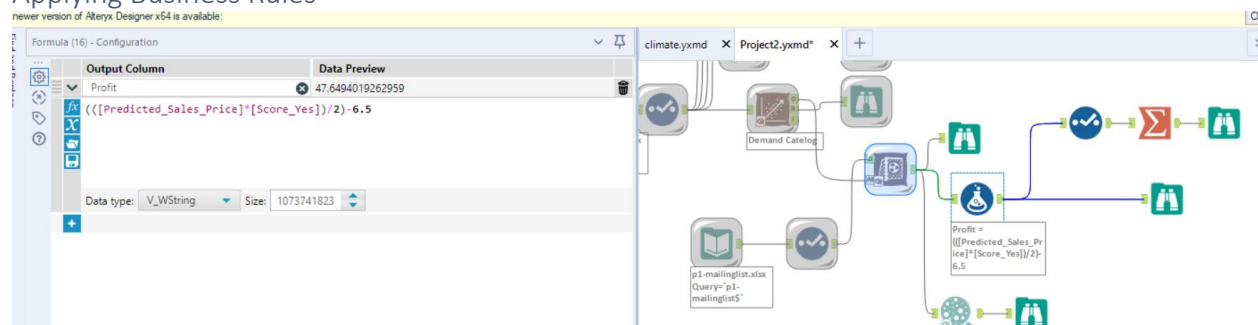 Applying Business Rules
newer version of Alteryx Designer x64 is available:
Formula (16) - Configuration
climate.yxmd
Project2.yxmd*
Output Column
Data Preview
Profit
47.6494019262959
(([Predicted_Sales_Price]*[Score_Yes])/2)-6.5
Data type:
V_WString
Size:
1073741823
Demand Catelog
Profit =
(([Predicted_Sales_Pr
ice]*[Score_Yes])/2)-
6.5
p1-mailinglist.xlsx
Query=`p1-
mailinglist$`